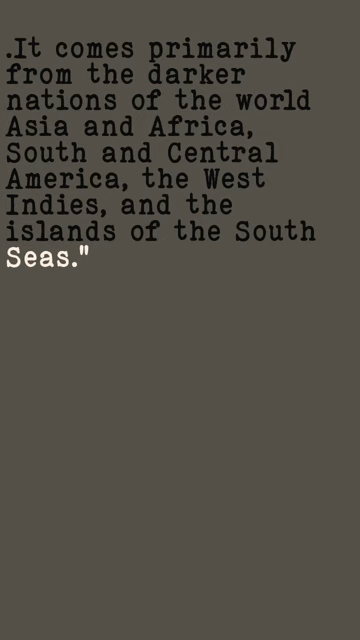 .It comes primarily
from the darker
nations of the world
Asia and Africa,
South and Central
America, the West
Indies, and the
islands of the South
Seas."